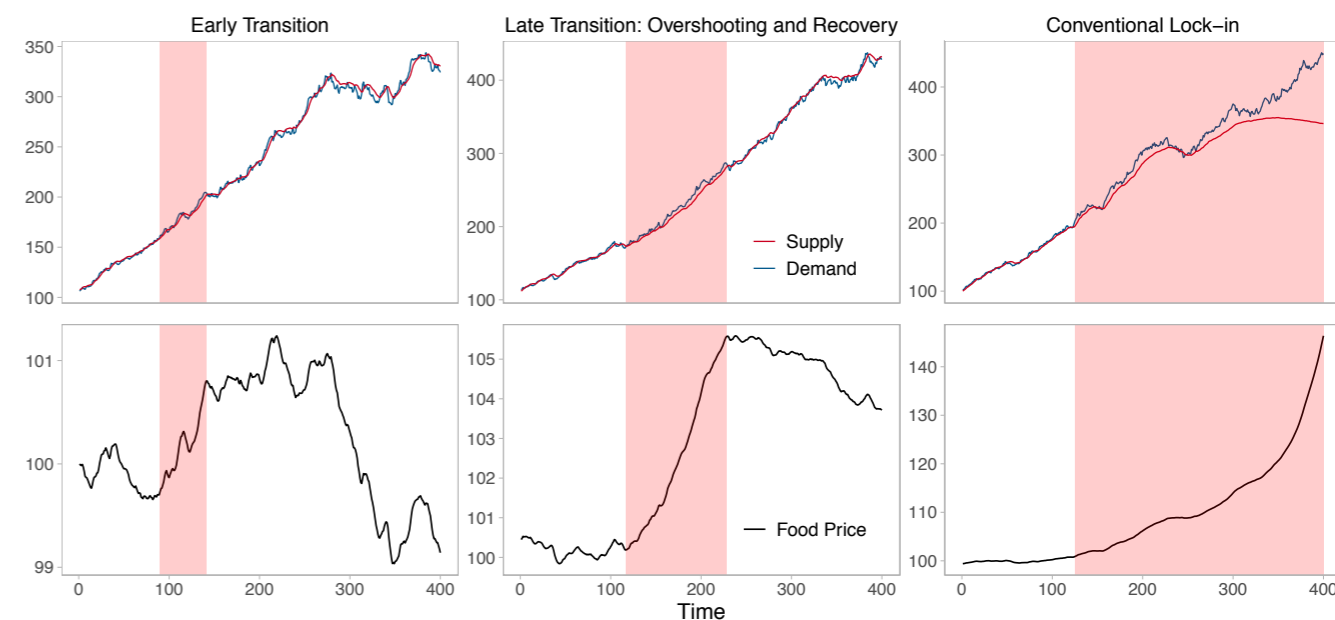 Early Transition
Late Transition: Overshooting and Recovery
Conventional Lock–in
350
300
250
200
150
100
400
300
200
100
Supply
Demand
400
300
200
100
101
100
99
105
104
103
102
101
100
Food Price
140
130
120
110
100
0 100 200 300 400
0 100 200 300 400
0 100 200 300 400
Time